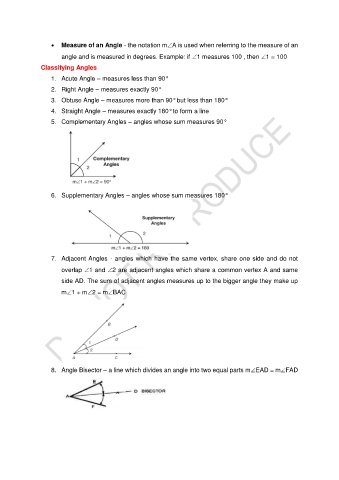 • Measure of an Angle - the notation m∠A is used when referring to the measure of an
angle and is measured in degrees. Example: if ∠1 measures 100 , then ∠1 = 100
Classifying Angles
1. Acute Angle – measures less than 90°
2. Right Angle – measures exactly 90°
3. Obtuse Angle – measures more than 90° but less than 180°
4. Straight Angle – measures exactly 180° to form a line
5. Complementary Angles – angles whose sum measures 90°
1
2
Complementary
Angles
m∠1 + m∠2 = 90°
6. Supplementary Angles – angles whose sum measures 180°
Supplementary
Angles
1
2
m∠1 + m∠2 = 180
7. Adjacent Angles - angles which have the same vertex, share one side and do not
overlap ∠1 and ∠2 are adjacent angles which share a common vertex A and same
side AD. The sum of adjacent angles measures up to the bigger angle they make up
m∠1 + m∠2 = m∠BAC
B
D
1
2
A
C
8. Angle Bisector – a line which divides an angle into two equal parts m∠EAD = m∠FAD
E
A
D BISECTOR
F